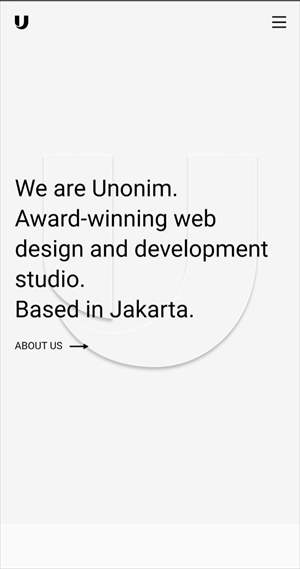 U
We are Unonim.
Award-winning web
design and development
studio.
Based in Jakarta.
ABOUT US